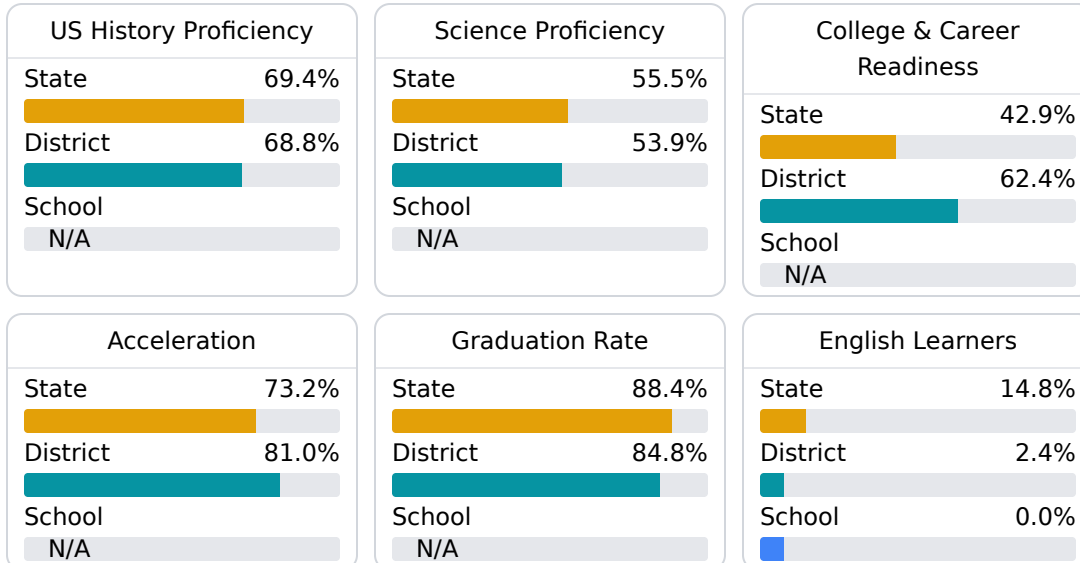 US History Proficiency
State 69.4%
District 68.8%
School
N/A
Science Proficiency
State 55.5%
District 53.9%
School
N/A
College & Career
Readiness
State 42.9%
District 62.4%
School
N/A
Acceleration
State 73.2%
District 81.0%
School
N/A
Graduation Rate
State 88.4%
District 84.8%
School
N/A
English Learners
State 14.8%
District 2.4%
School 0.0%